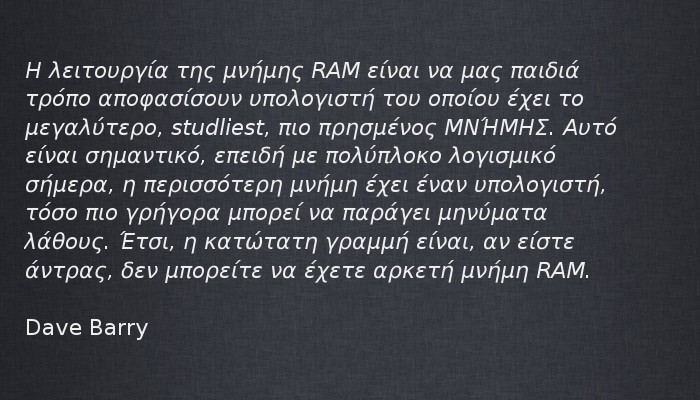 Η λειτουργία της μνήμης RAM είναι να μας παιδιά
τρόπο αποφασίσουν υπολογιστή του οποίου έχει το
μεγαλύτερο, studliest, πιο πρησμένος ΜΝΉΜΗΣ. Αυτό
είναι σημαντικό, επειδή με πολύπλοκο λογισμικό
σήμερα, η περισσότερη μνήμη έχει έναν υπολογιστή,
τόσο πιο γρήγορα μπορεί να παράγει μηνύματα
λάθους. Έτσι, η κατώτατη γραμμή είναι, αν είστε
άντρας, δεν μπορείτε να έχετε αρκετή μνήμη RAM.
Dave Barry